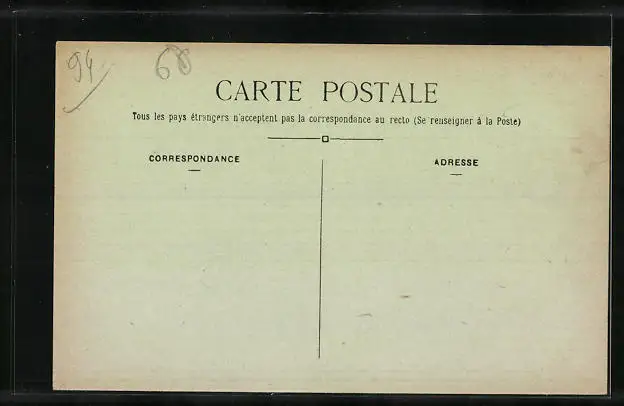 94 60
CARTE POSTALE
Tous les pays étrangers n'acceptent pas la correspondance au recto (Se renseigner à la Poste)
CORRESPONDANCE
ADRESSE